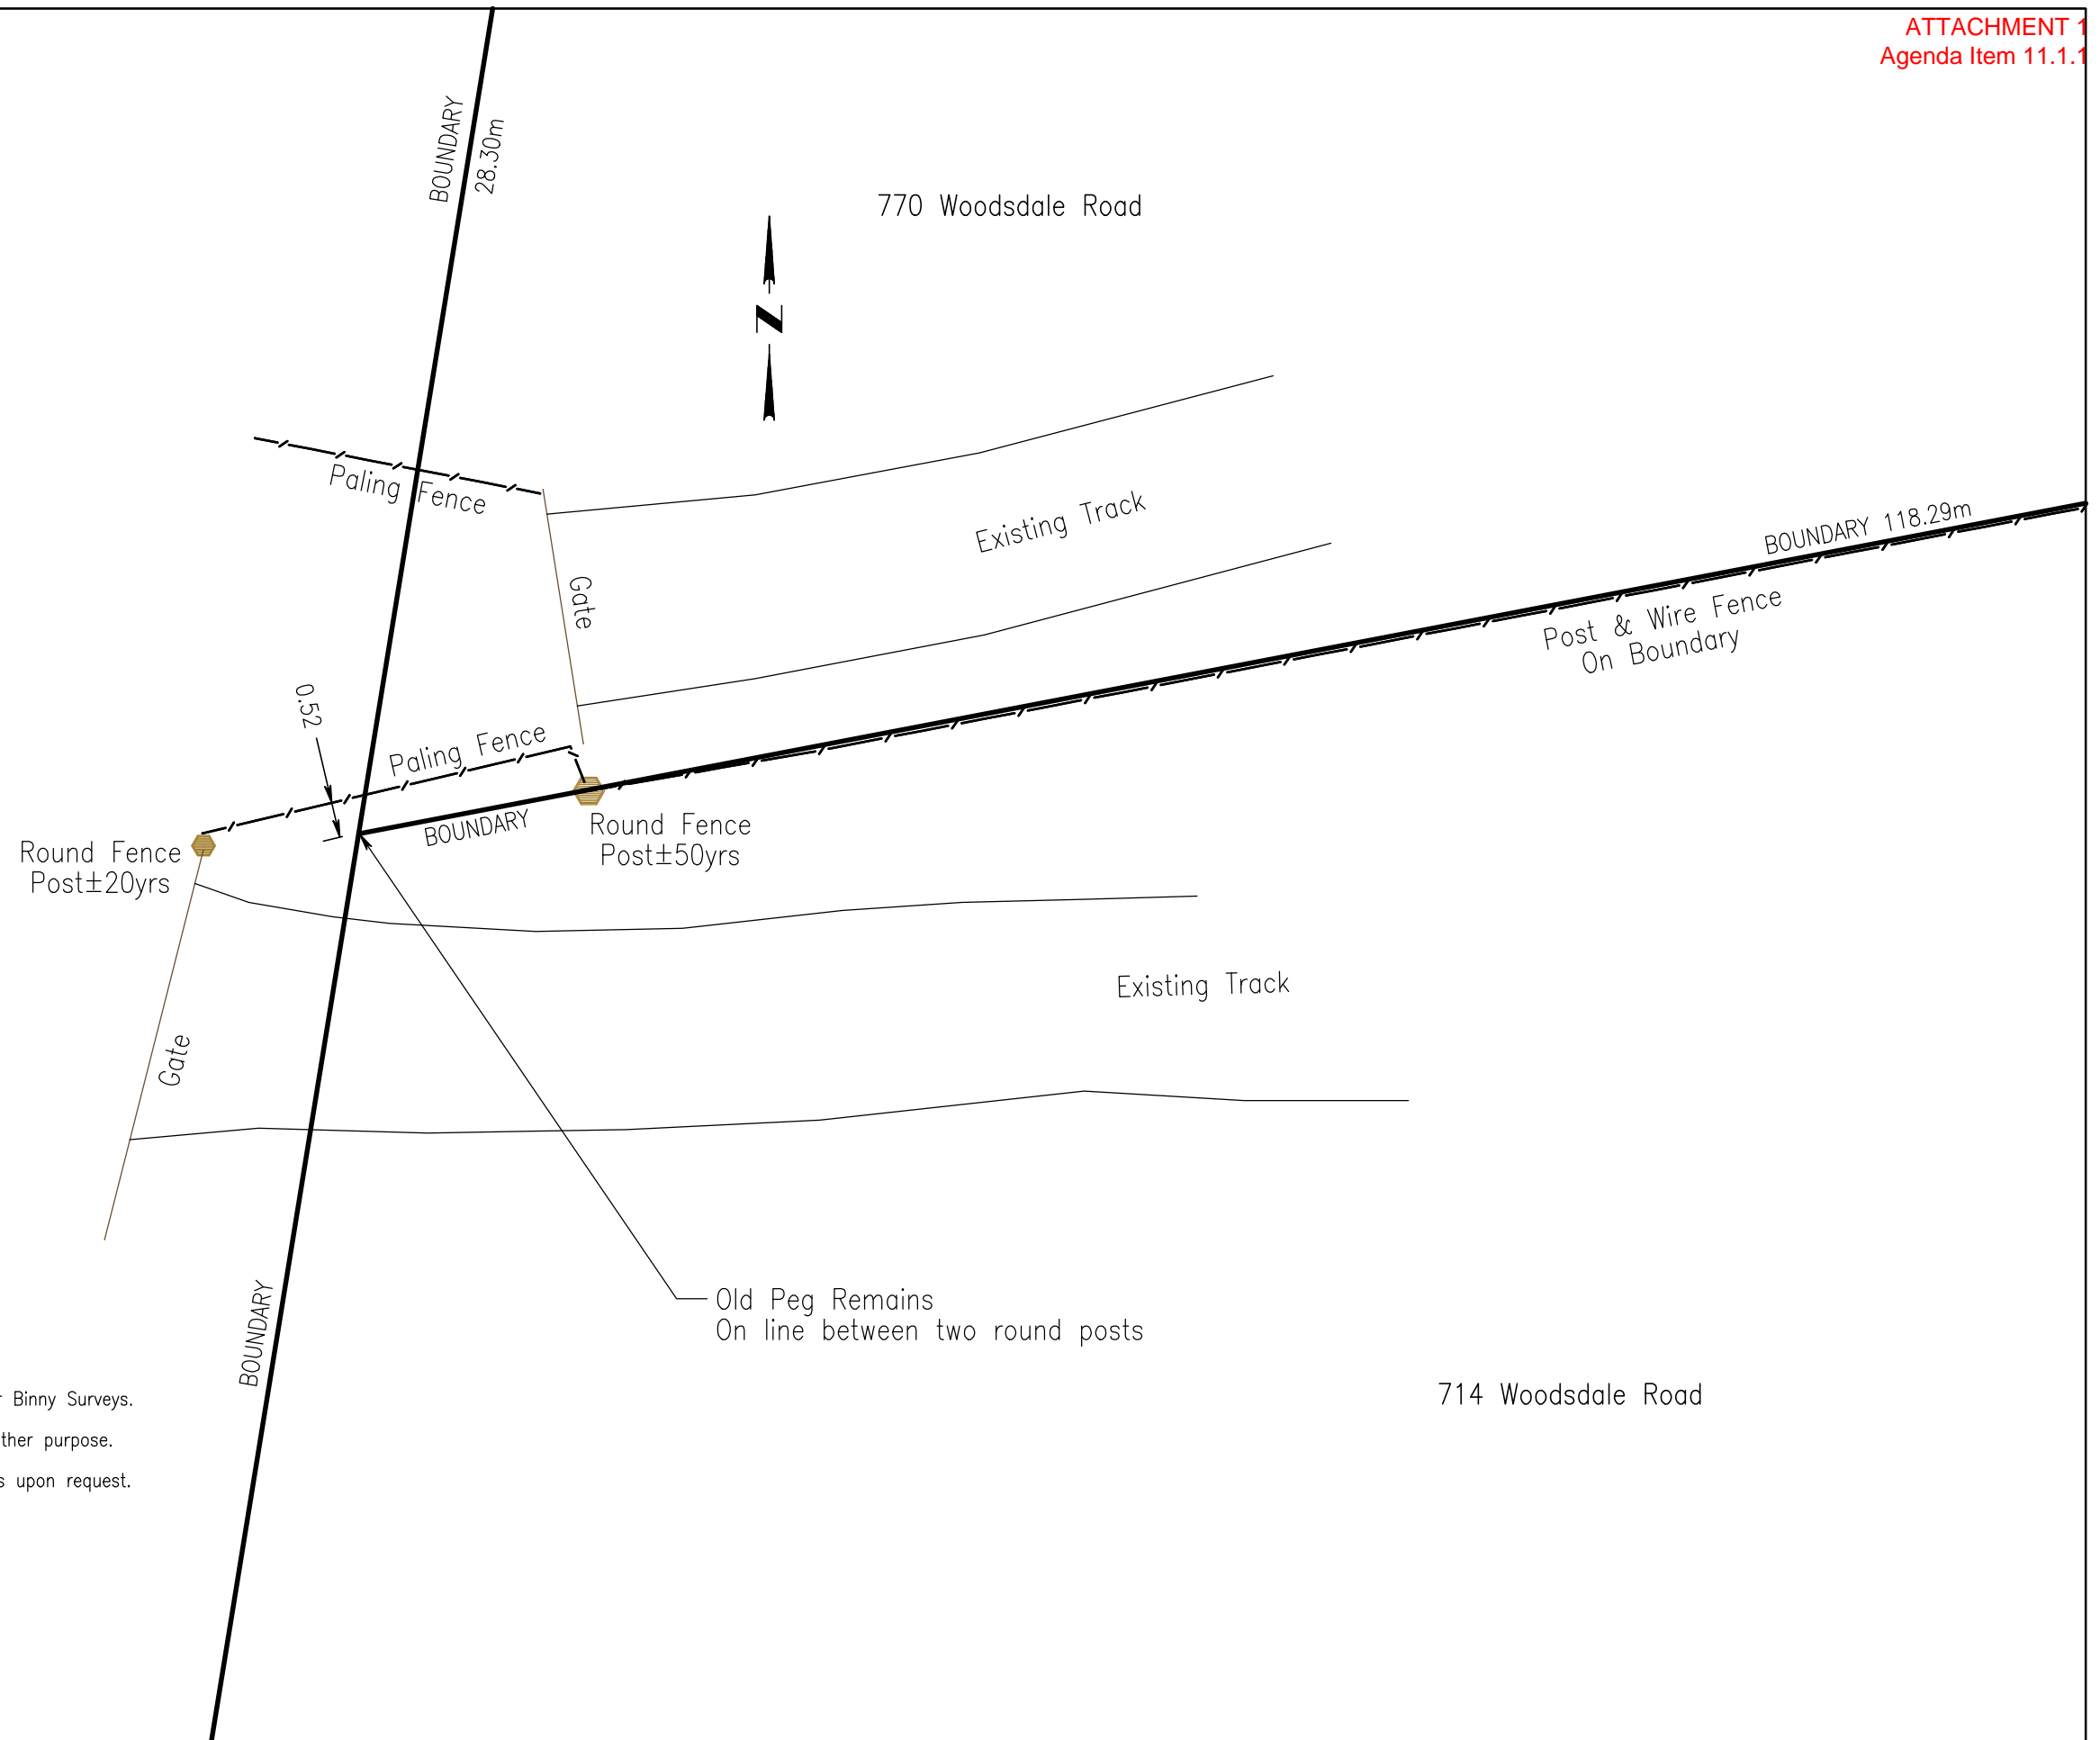 ATTACHMENT 1
Agenda Item 11.1.1
BOUNDARY
28.30m
770 Woodsdale Road
N
Paling Fence
Existing Track
BOUNDARY 118.29m
Gate
Post & Wire Fence
On Boundary
0.52
Paling Fence
BOUNDARY
Round Fence
Post±50yrs
Round Fence
Post±20yrs
Existing Track
Gate
Old Peg Remains
On line between two round posts
BOUNDARY
714 Woodsdale Road
Binny Surveys.
ther purpose.
s upon request.